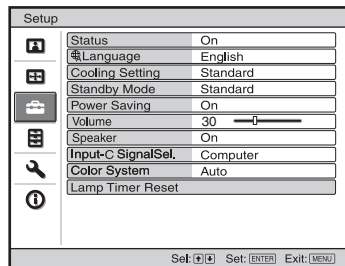 Setup
Status On
Language English
Cooling Setting Standard
Standby Mode Standard
Power Saving On
Volume 30
Speaker On
Input-C SignalSel. Computer
Color System Auto
Lamp Timer Reset
Sel: Set: ENTER Exit: MENU